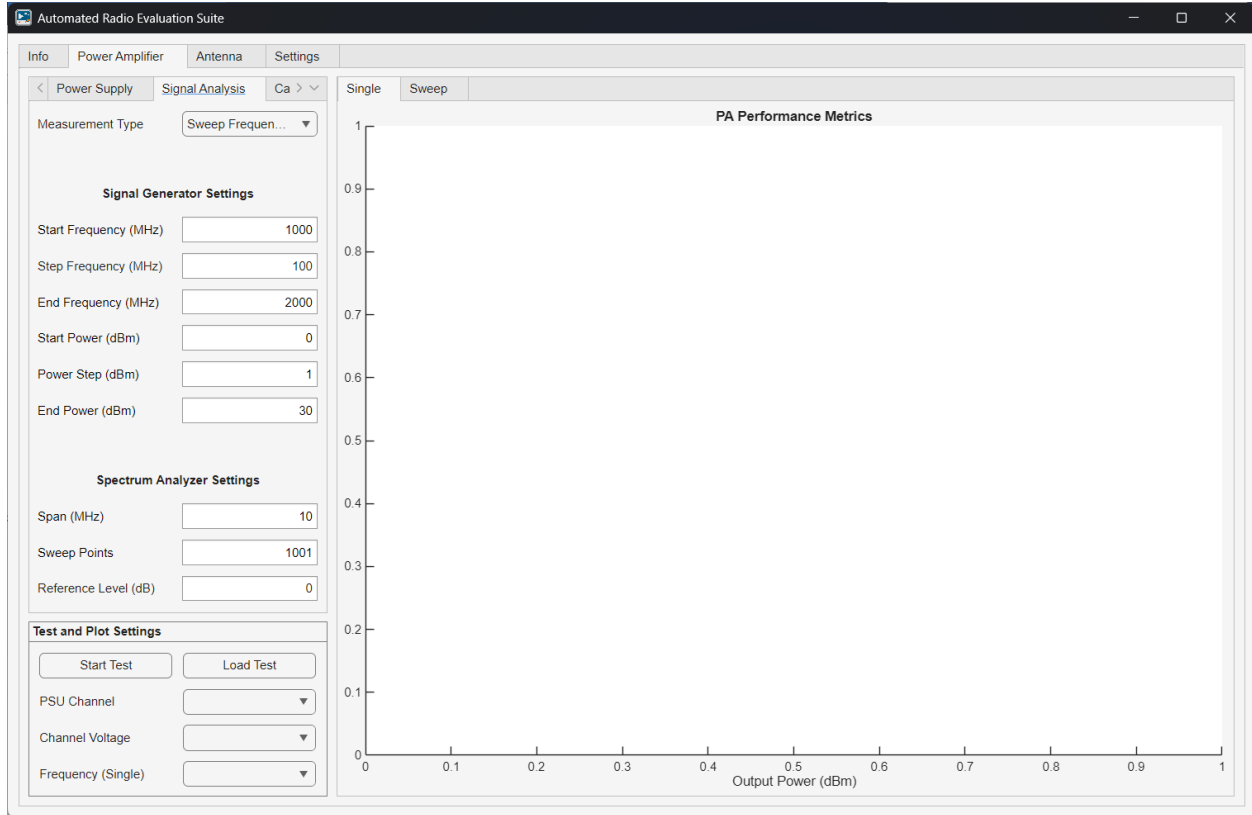 Automated Radio Evaluation Suite
Info Power Amplifier Antenna Settings
Power Supply Signal Analysis Ca
Measurement Type Sweep Frequen...
Signal Generator Settings
Start Frequency (MHz) 1000
Step Frequency (MHz) 100
End Frequency (MHz) 2000
Start Power (dBm) 0
Power Step (dBm) 1
End Power (dBm) 30
Spectrum Analyzer Settings
Span (MHz) 10
Sweep Points 1001
Reference Level (dB) 0
Test and Plot Settings
Start Test Load Test
PSU Channel
Channel Voltage
Frequency (Single)
Single Sweep
PA Performance Metrics
1
0.9
0.8
0.7
0.6
0.5
0.4
0.3
0.2
0.1
0
0 0.1 0.2 0.3 0.4 0.5 0.6 0.7 0.8 0.9 1
Output Power (dBm)